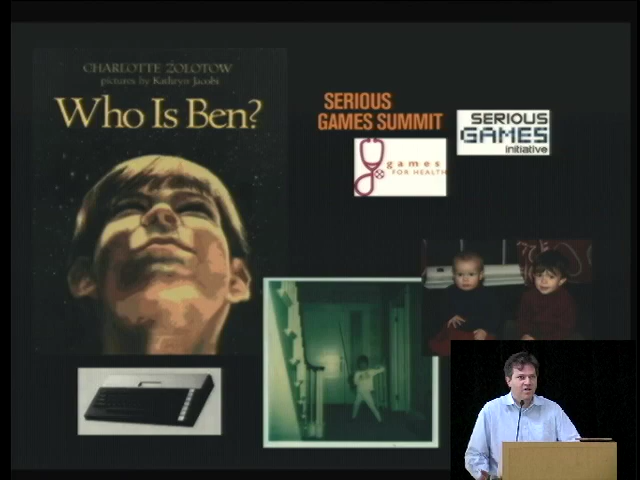 CHARLOTTE ZOLOTOW
pictures by Kathryn Jacobi
Who Is Ben?
SERIOUS
GAMES SUMMIT
SERIOUS
GAMES
initiative
games
FOR HEALTH